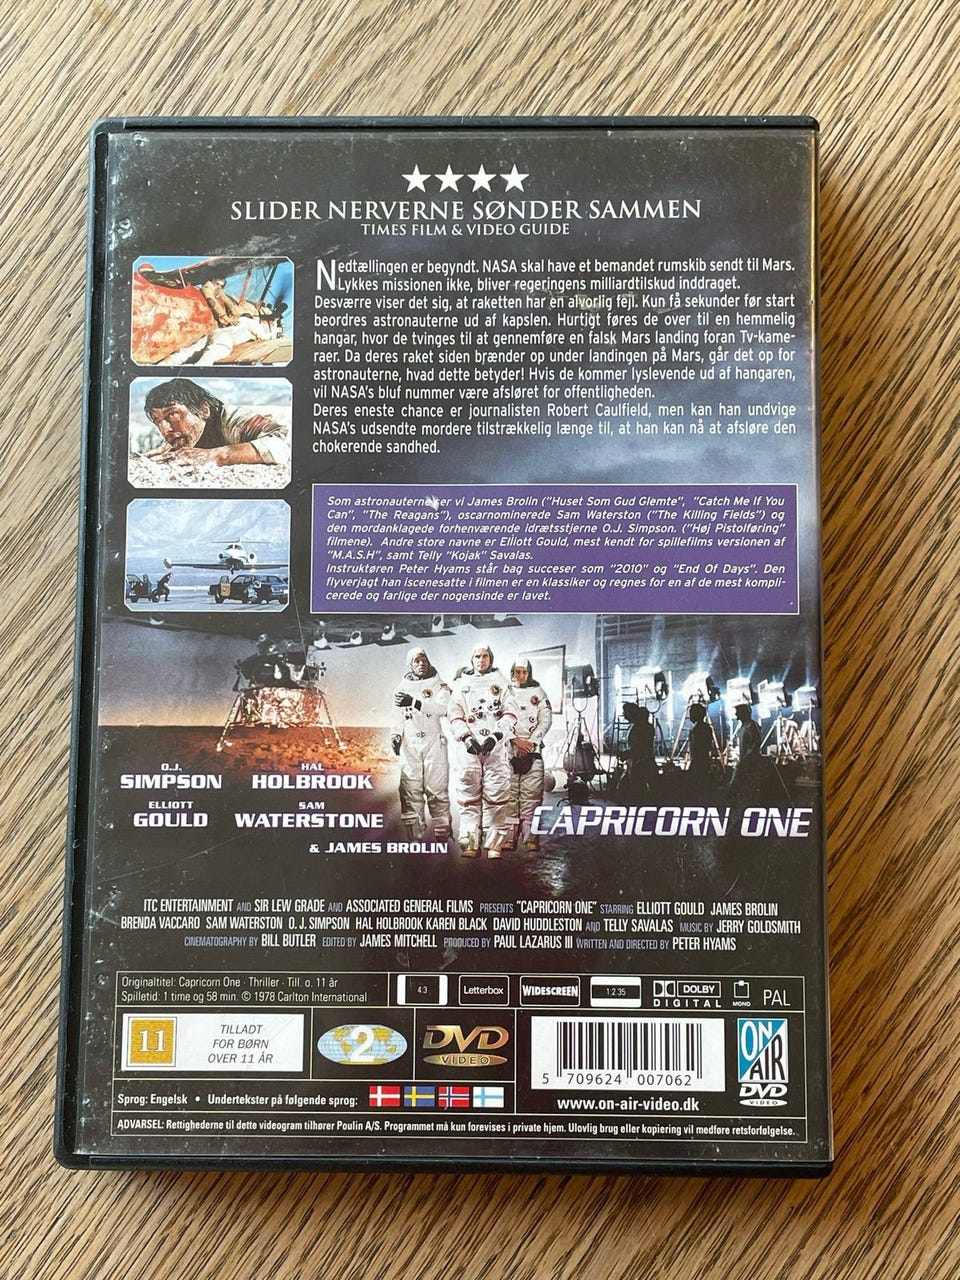 SLIDER NERVERNE SØNDER SAMMEN
TIMES FILM & VIDEO GUIDE
Nedtællingen er begyndt. NASA skal have et bemandet rumskib sendt til Mars.
Lykkes missionen ikke, bliver regeringens milliardtilskud inddraget.
Desværre viser det sig, at raketten har en alvorlig fejl. Kun få sekunder før start
beordres astronauterne ud af kapslen. Hurtigt føres de over til en hemmelig
hangar, hvor de tvinges til at gennemføre en falsk Mars landing foran Tv-kame-
raer. Da deres raket siden brænder op under landingen på Mars, går det op for
astronauterne, hvad dette betyder! Hvis de kommer lyslevende ud af hangaren,
vil NASA's bluf nummer være afsløret for offentligheden.
Deres eneste chance er journalisten Robert Caulfield, men kan han undvige
NASA's udsendte mordere tilstrækkelig længe til, at han kan nå at afsløre den
chokerende sandhed.
Som astronauterne ser vi James Brolin ("Huset Som Gud Glemte", "Catch Me If You
Can", "The Reagans"), oscarnominerede Sam Waterston ("The Killing Fields") og
den mordanklagede forhenværende idrætsstjerne O.J. Simpson. ("Høj Pistolføring"
filmene). Andre store navne er Elliott Gould, mest kendt for spillefilms versionen af
"M.A.S.H", samt Telly "Kojak" Savalas.
Instruktøren Peter Hyams står bag succeser som "2010" og "End Of Days". Den
flyverjagt han iscenesatte i filmen er en klassiker og regnes for en af de mest kompli-
cerede og farlige der nogensinde er lavet.
O.J. SIMPSON HAL HOLBROOK
ELLIOTT GOULD SAM WATERSTONE
& JAMES BROLIN
CAPRICORN ONE
ITC ENTERTAINMENT AND SIR LEW GRADE AND ASSOCIATED GENERAL FILMS PRESENTS "CAPRICORN ONE" STARRING ELLIOTT GOULD JAMES BROLIN
BRENDA VACCARO SAM WATERSTON O.J. SIMPSON HAL HOLBROOK KAREN BLACK DAVID HUDDLESTON AND TELLY SAVALAS MUSIC BY JERRY GOLDSMITH
CINEMATOGRAPHY BY BILL BUTLER EDITED BY JAMES MITCHELL PRODUCED BY PAUL LAZARUS III WRITTEN AND DIRECTED BY PETER HYAMS
Originaltitel: Capricorn One · Thriller · Till. o. 11 år
Spilletid: 1 time og 58 min. © 1978 Carlton International
4:3
Letterbox
WIDESCREEN
1:2.35
DOLBY
DIGITAL
MONO
PAL
11
TILLADT
FOR BØRN
OVER 11 ÅR
2
DVD
VIDEO
5 709624 007062
www.on-air-video.dk
ON
AIR
DVD
VIDEO
Sprog: Engelsk • Undertekster på følgende sprog:
ADVARSEL: Rettighederne til dette videogram tilhører Poulin A/S. Programmet må kun forevises i private hjem. Ulovlig brug eller kopiering vil medføre retsforfølgelse.